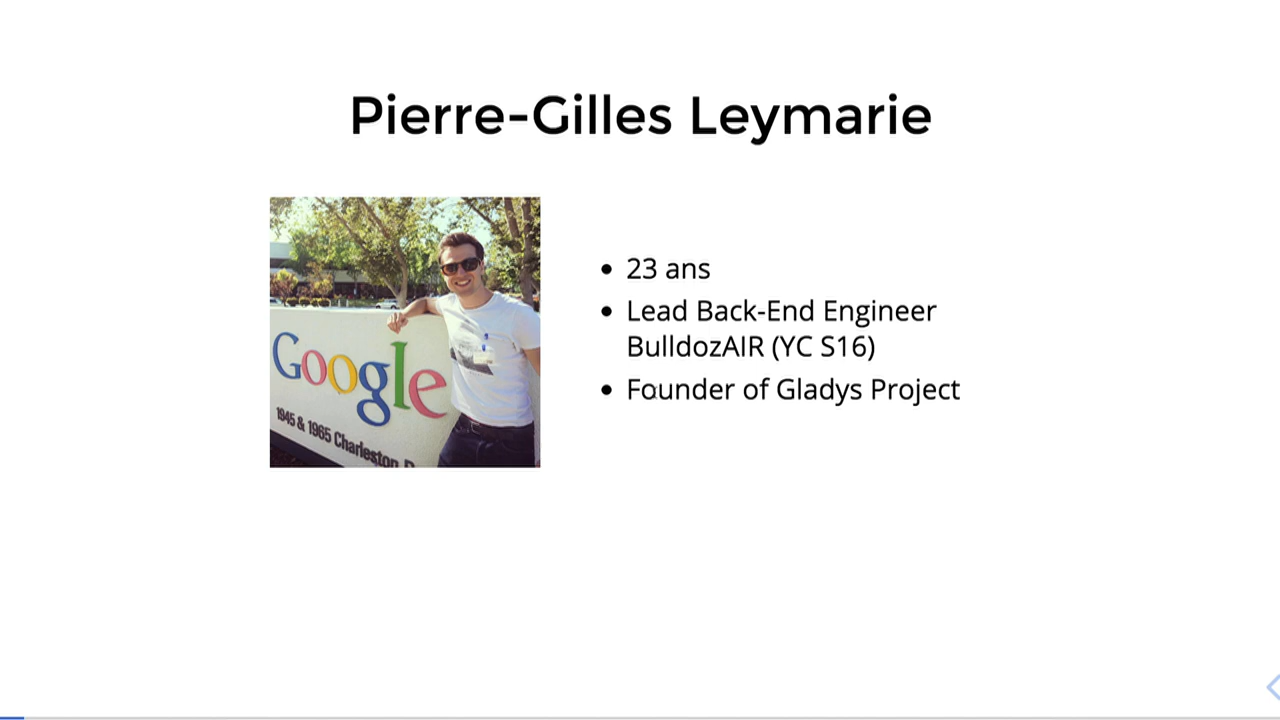 Pierre-Gilles Leymarie
Google
1945 & 1965 Charleston
23 ans
Lead Back-End Engineer
BulldozAIR (YC S16)
Founder of Gladys Project